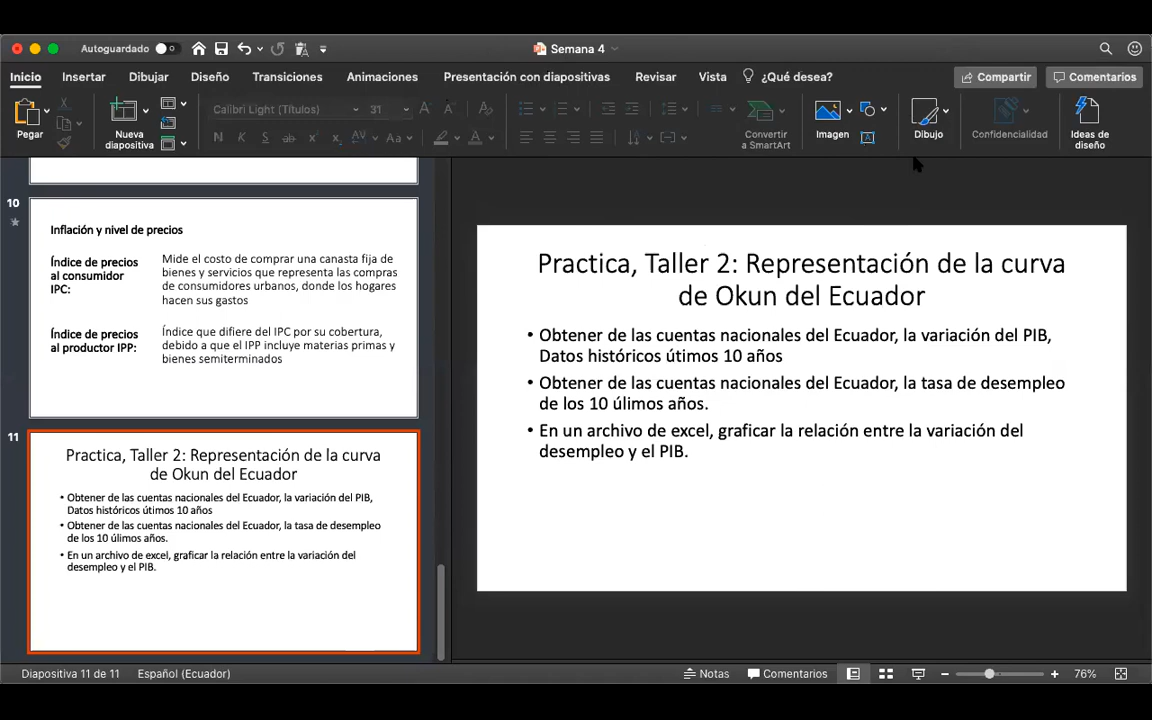 Autoguardado
Semana 4
Inicio
Insertar
Dibujar
Diseño
Transiciones
Animaciones
Presentación con diapositivas
Revisar
Vista
¿Qué desea?
Compartir
Comentarios
Pegar
Nueva
diapositiva
Calibri Light (Títulos)
31
Convertir
a SmartArt
Imagen
Dibujo
Confidencialidad
Ideas de
diseño
10
Inflación y nivel de precios
Índice de precios
al consumidor
IPC:
Mide el costo de comprar una canasta fija de
bienes y servicios que representa las compras
de consumidores urbanos, donde los hogares
hacen sus gastos
Índice de precios
al productor IPP:
Índice que difiere del IPC por su cobertura,
debido a que el IPP incluye materias primas y
bienes semiterminados
11
Practica, Taller 2: Representación de la curva
de Okun del Ecuador
• Obtener de las cuentas nacionales del Ecuador, la variación del PIB,
Datos históricos útimos 10 años
• Obtener de las cuentas nacionales del Ecuador, la tasa de desempleo
de los 10 úlimos años.
• En un archivo de excel, graficar la relación entre la variación del
desempleo y el PIB.
Practica, Taller 2: Representación de la curva
de Okun del Ecuador
• Obtener de las cuentas nacionales del Ecuador, la variación del PIB,
Datos históricos útimos 10 años
• Obtener de las cuentas nacionales del Ecuador, la tasa de desempleo
de los 10 úlimos años.
• En un archivo de excel, graficar la relación entre la variación del
desempleo y el PIB.
Diapositiva 11 de 11
Español (Ecuador)
Notas
Comentarios
76%